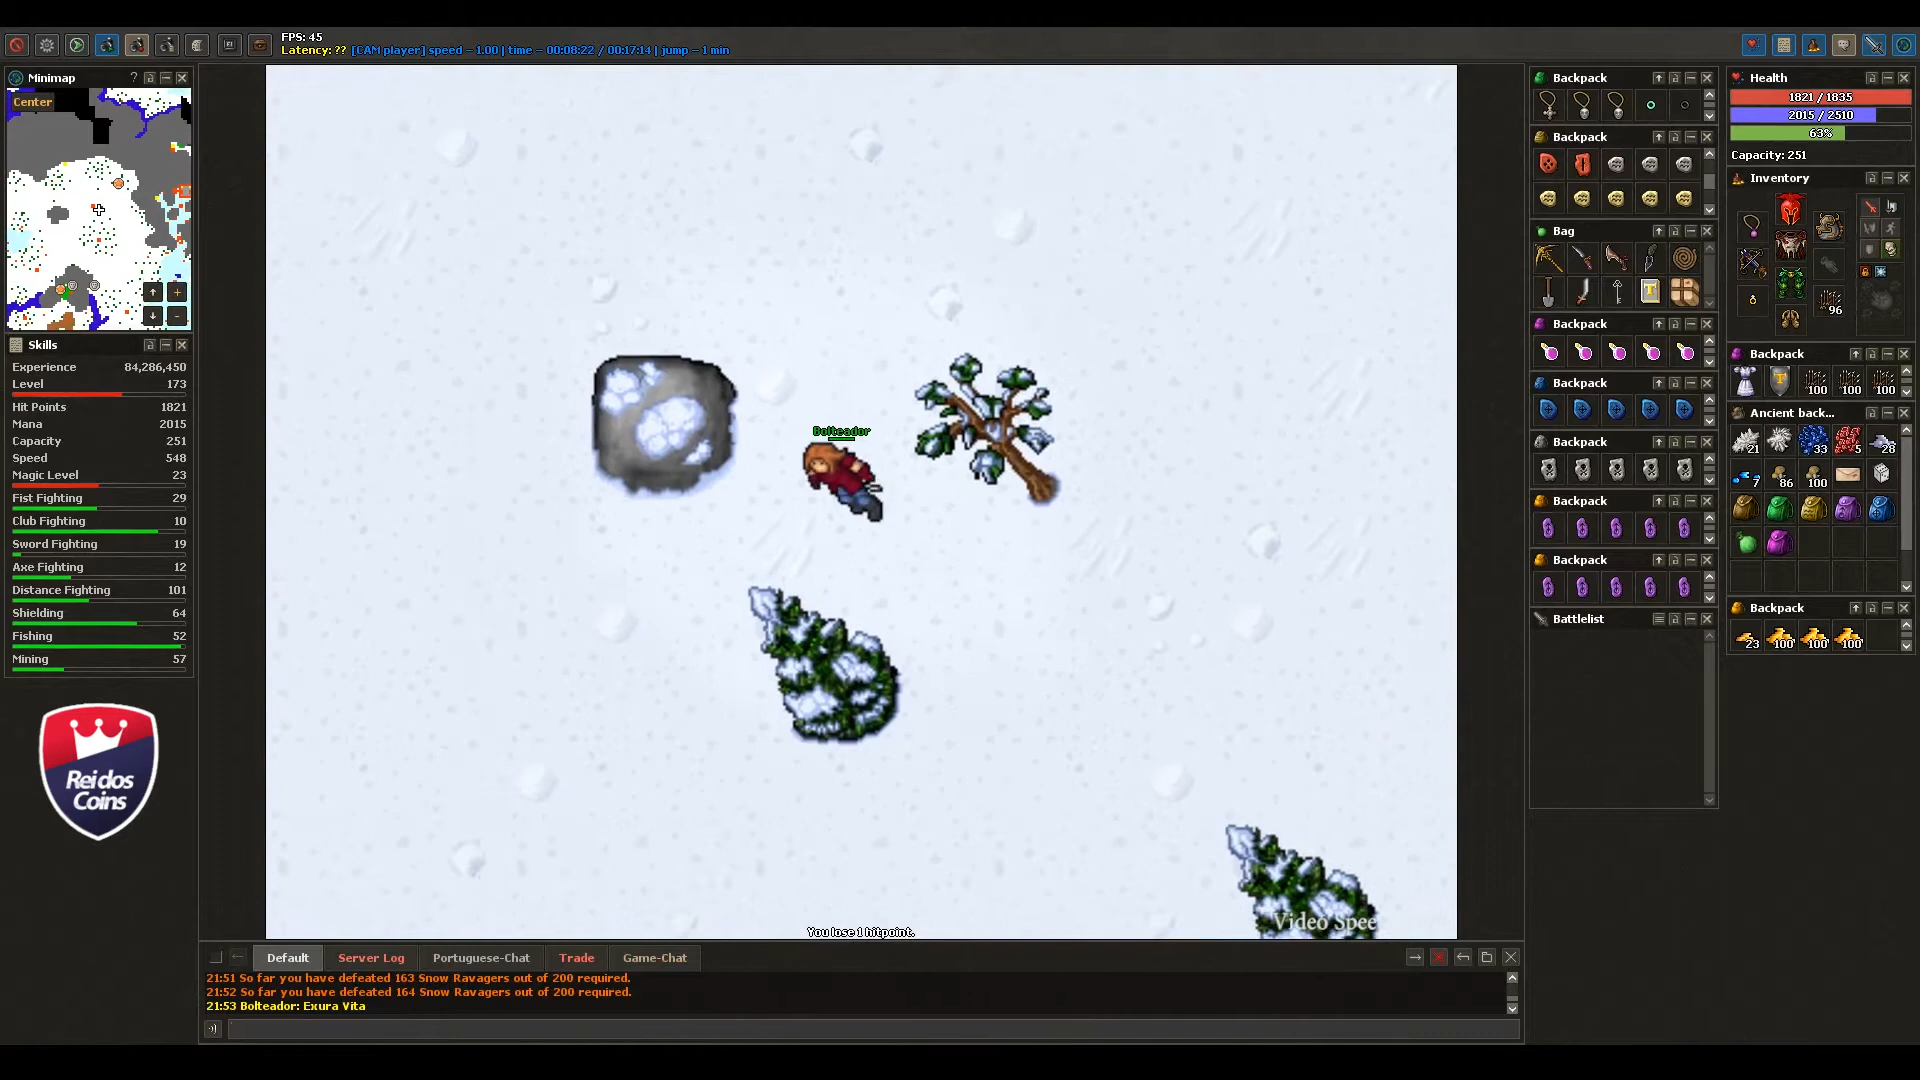 FPS: 45
Latency: ?? [CAM player] speed - 1.00 | time - 00:08:22 / 00:17:14 | jump - 1 min
Minimap
?
Center
Skills
Experience 84,286,450
Level 173
Hit Points 1821
Mana 2015
Capacity 251
Speed 548
Magic Level 23
Fist Fighting 29
Club Fighting 10
Sword Fighting 19
Axe Fighting 12
Distance Fighting 101
Shielding 64
Fishing 52
Mining 57
Rei dos
Coins
Bolteador
You lose 1 hitpoint.
Video Spee
Default
Server Log
Portuguese-Chat
Trade
Game-Chat
21:51 So far you have defeated 163 Snow Ravagers out of 200 required.
21:52 So far you have defeated 164 Snow Ravagers out of 200 required.
21:53 Bolteador: Exura Vita
Backpack
Backpack
Bag
T
Backpack
Backpack
Backpack
Backpack
Backpack
Battlelist
Health
1821 / 1835
2015 / 2510
63%
Capacity: 251
Inventory
96
Backpack
T
100 100 100
Ancient back...
21 33 5 28
7 86 100
Backpack
23 100 100 100